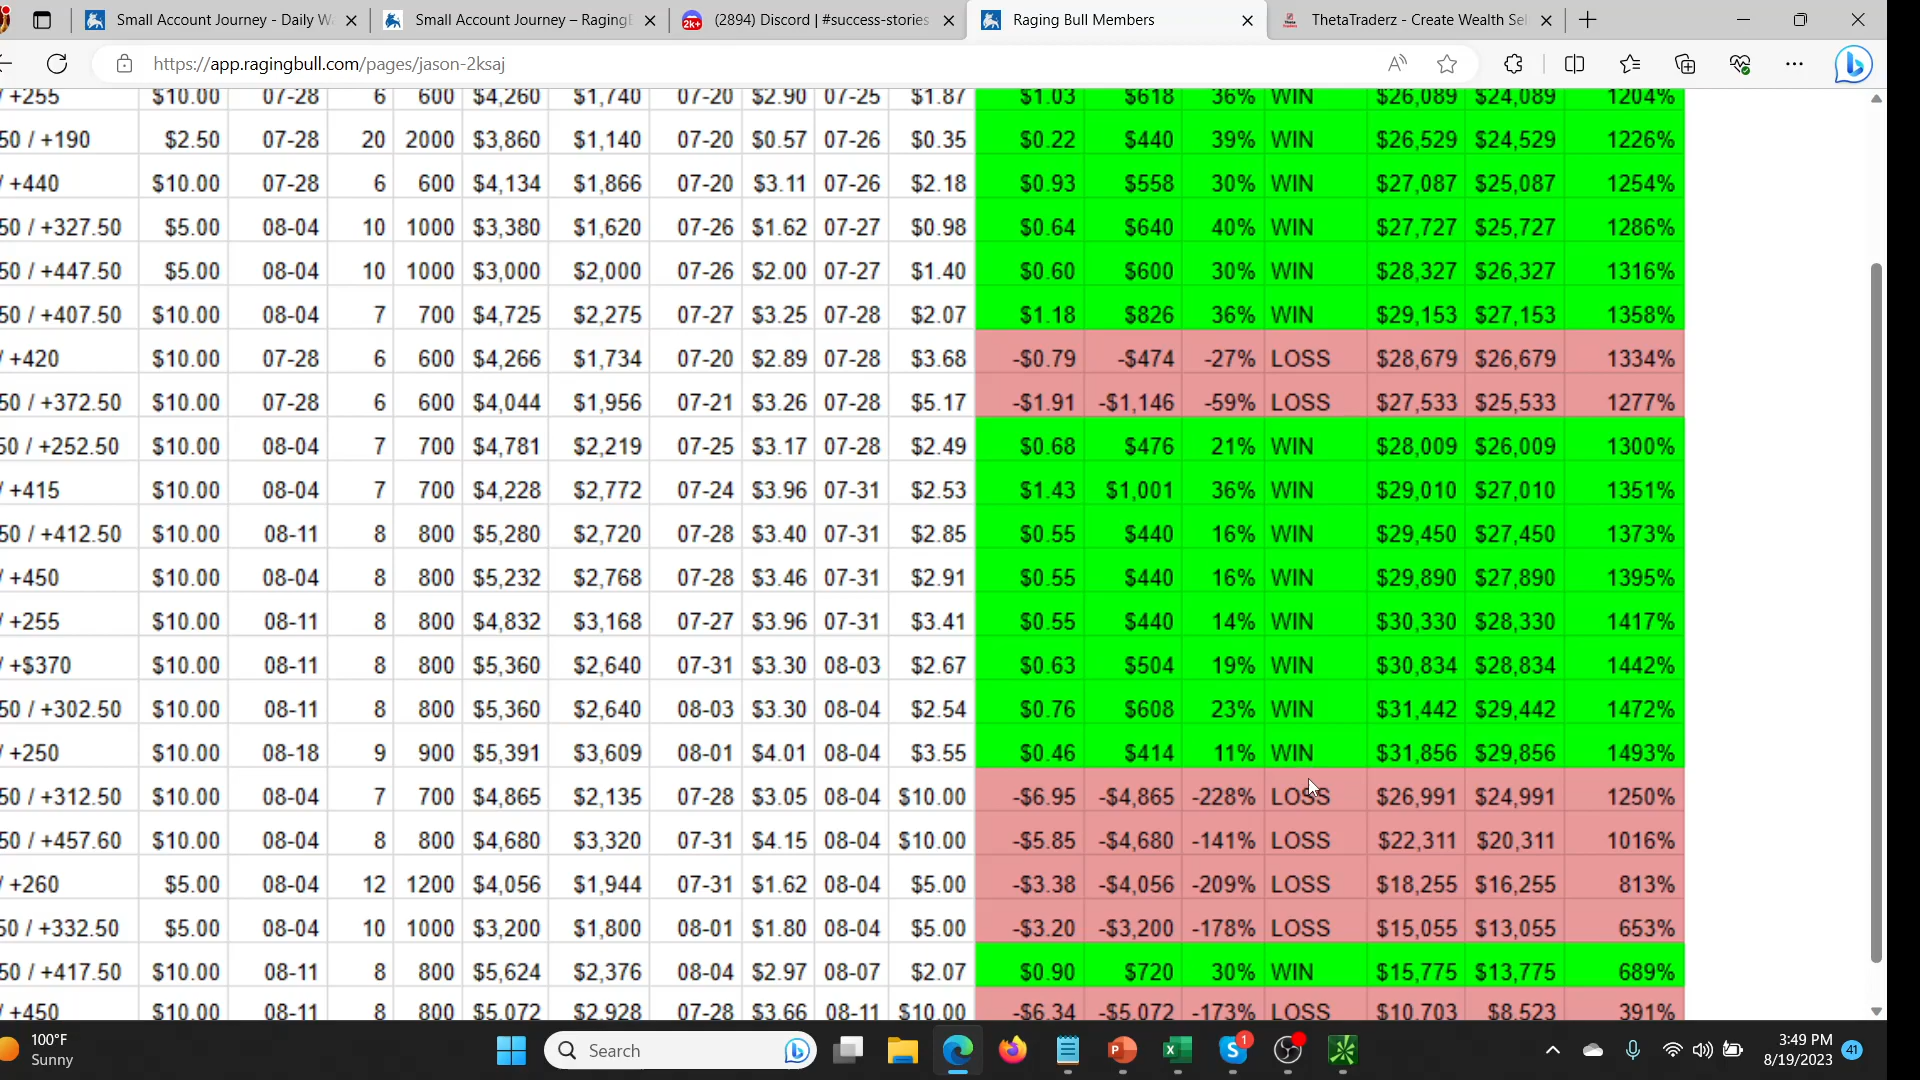 Small Account Journey - Daily W
Small Account Journey – RagingB
(2894) Discord | #success-stories
Raging Bull Members
ThetaTraderz - Create Wealth Sel
https://app.ragingbull.com/pages/jason-2ksaj
/ +255 $10.00 07-28 6 600 $4,260 $1,740 07-20 $2.90 07-25 $1.87 $1.03 $618 36% WIN $26,089 $24,089 1204%
50 / +190 $2.50 07-28 20 2000 $3,860 $1,140 07-20 $0.57 07-26 $0.35 $0.22 $440 39% WIN $26,529 $24,529 1226%
/ +440 $10.00 07-28 6 600 $4,134 $1,866 07-20 $3.11 07-26 $2.18 $0.93 $558 30% WIN $27,087 $25,087 1254%
50 / +327.50 $5.00 08-04 10 1000 $3,380 $1,620 07-26 $1.62 07-27 $0.98 $0.64 $640 40% WIN $27,727 $25,727 1286%
50 / +447.50 $5.00 08-04 10 1000 $3,000 $2,000 07-26 $2.00 07-27 $1.40 $0.60 $600 30% WIN $28,327 $26,327 1316%
50 / +407.50 $10.00 08-04 7 700 $4,725 $2,275 07-27 $3.25 07-28 $2.07 $1.18 $826 36% WIN $29,153 $27,153 1358%
/ +420 $10.00 07-28 6 600 $4,266 $1,734 07-20 $2.89 07-28 $3.68 -$0.79 -$474 -27% LOSS $28,679 $26,679 1334%
50 / +372.50 $10.00 07-28 6 600 $4,044 $1,956 07-21 $3.26 07-28 $5.17 -$1.91 -$1,146 -59% LOSS $27,533 $25,533 1277%
50 / +252.50 $10.00 08-04 7 700 $4,781 $2,219 07-25 $3.17 07-28 $2.49 $0.68 $476 21% WIN $28,009 $26,009 1300%
/ +415 $10.00 08-04 7 700 $4,228 $2,772 07-24 $3.96 07-31 $2.53 $1.43 $1,001 36% WIN $29,010 $27,010 1351%
50 / +412.50 $10.00 08-11 8 800 $5,280 $2,720 07-28 $3.40 07-31 $2.85 $0.55 $440 16% WIN $29,450 $27,450 1373%
/ +450 $10.00 08-04 8 800 $5,232 $2,768 07-28 $3.46 07-31 $2.91 $0.55 $440 16% WIN $29,890 $27,890 1395%
/ +255 $10.00 08-11 8 800 $4,832 $3,168 07-27 $3.96 07-31 $3.41 $0.55 $440 14% WIN $30,330 $28,330 1417%
/ +$370 $10.00 08-11 8 800 $5,360 $2,640 07-31 $3.30 08-03 $2.67 $0.63 $504 19% WIN $30,834 $28,834 1442%
50 / +302.50 $10.00 08-11 8 800 $5,360 $2,640 08-03 $3.30 08-04 $2.54 $0.76 $608 23% WIN $31,442 $29,442 1472%
/ +250 $10.00 08-18 9 900 $5,391 $3,609 08-01 $4.01 08-04 $3.55 $0.46 $414 11% WIN $31,856 $29,856 1493%
50 / +312.50 $10.00 08-04 7 700 $4,865 $2,135 07-28 $3.05 08-04 $10.00 -$6.95 -$4,865 -228% LOSS $26,991 $24,991 1250%
50 / +457.60 $10.00 08-04 8 800 $4,680 $3,320 07-31 $4.15 08-04 $10.00 -$5.85 -$4,680 -141% LOSS $22,311 $20,311 1016%
/ +260 $5.00 08-04 12 1200 $4,056 $1,944 07-31 $1.62 08-04 $5.00 -$3.38 -$4,056 -209% LOSS $18,255 $16,255 813%
50 / +332.50 $5.00 08-04 10 1000 $3,200 $1,800 08-01 $1.80 08-04 $5.00 -$3.20 -$3,200 -178% LOSS $15,055 $13,055 653%
50 / +417.50 $10.00 08-11 8 800 $5,624 $2,376 08-04 $2.97 08-07 $2.07 $0.90 $720 30% WIN $15,775 $13,775 689%
/ +450 $10.00 08-11 8 800 $5,072 $2,928 07-28 $3.66 08-11 $10.00 -$6.34 -$5,072 -173% LOSS $10,703 $8,523 391%
100°F
Sunny
Search
3:49 PM
8/19/2023
41